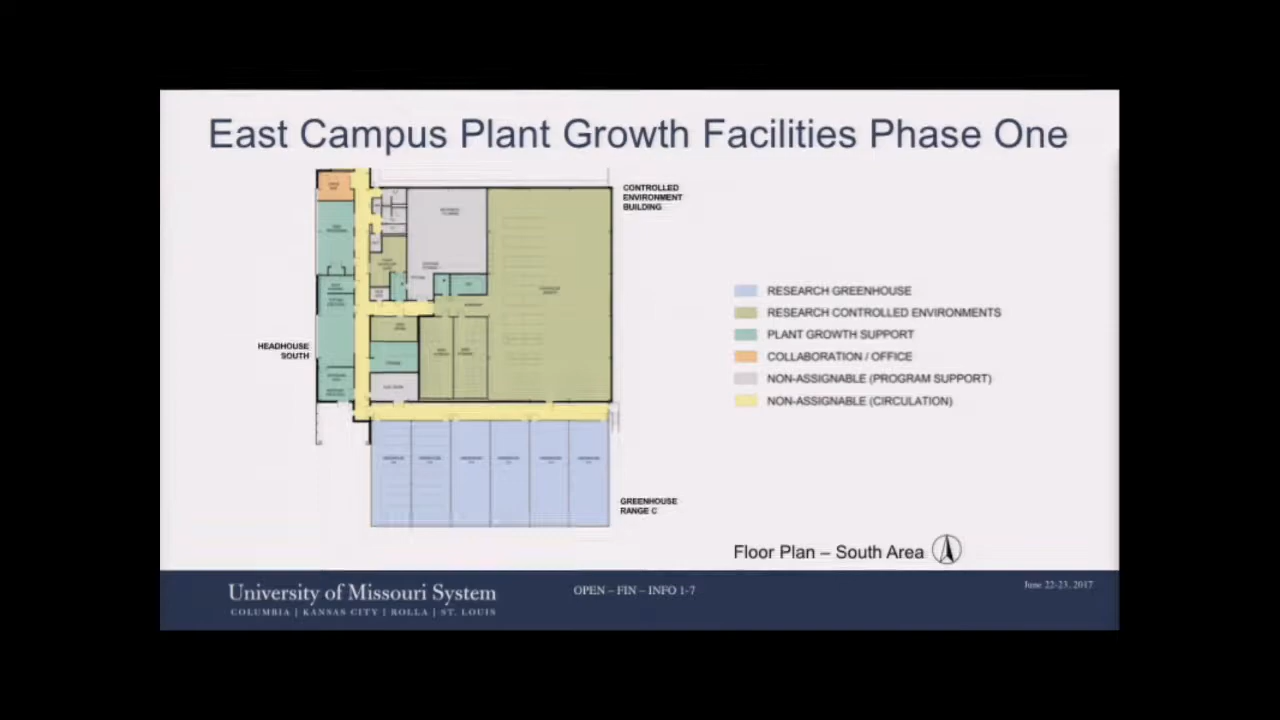 East Campus Plant Growth Facilities Phase One
CONTROLLED
ENVIRONMENT
BUILDING
HEADHOUSE
SOUTH
GREENHOUSE
RANGE C
RESEARCH GREENHOUSE
RESEARCH CONTROLLED ENVIRONMENTS
PLANT GROWTH SUPPORT
COLLABORATION / OFFICE
NON-ASSIGNABLE (PROGRAM SUPPORT)
NON-ASSIGNABLE (CIRCULATION)
Floor Plan – South Area
University of Missouri System
COLUMBIA | KANSAS CITY | ROLLA | ST. LOUIS
OPEN – FIN – INFO 1-7
June 22-23, 2017